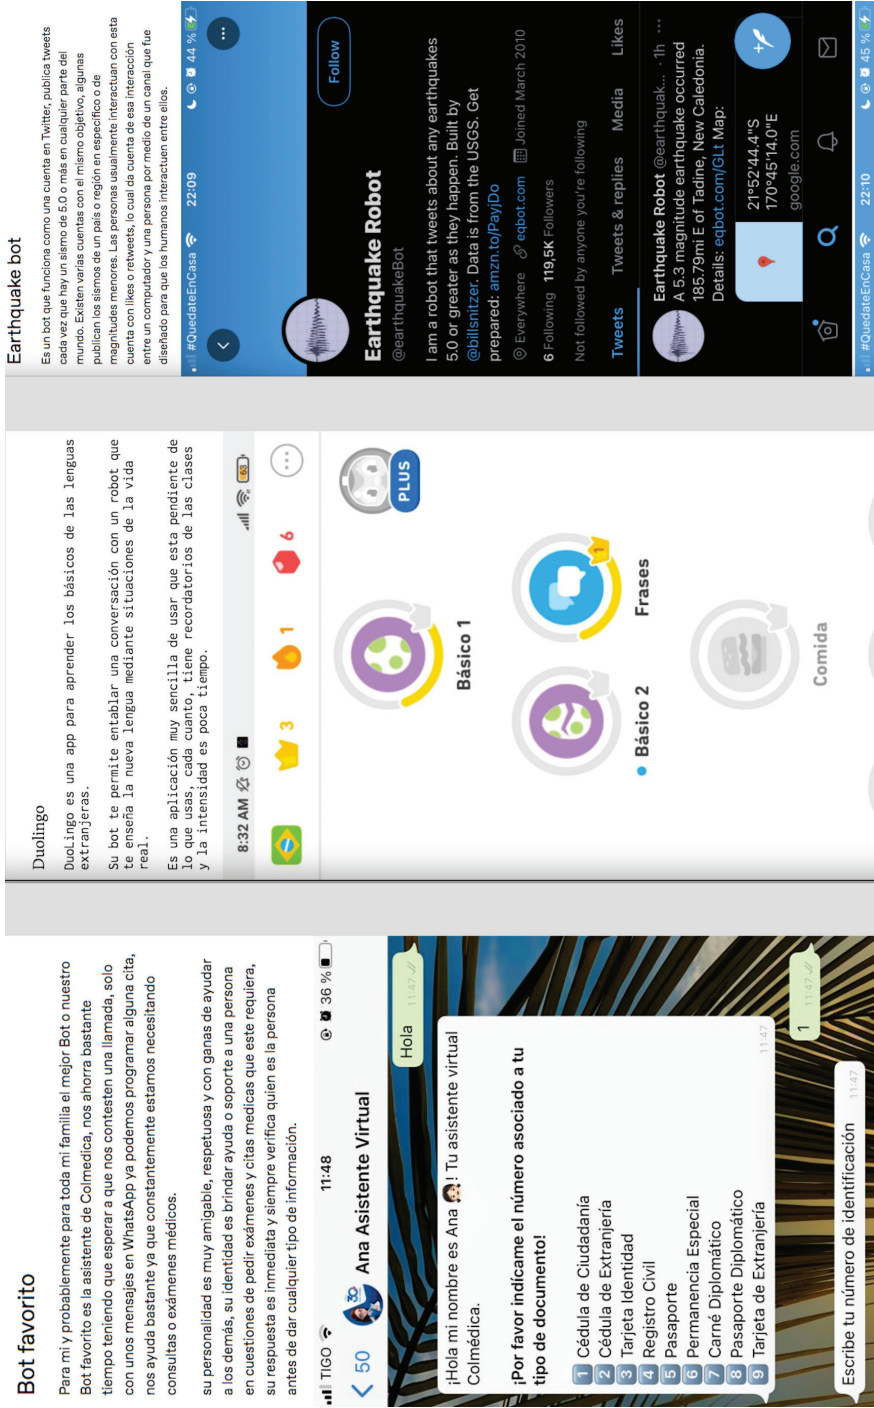 Bot favorito
Para mi y probablemente para toda mi familia el mejor Bot o nuestro
Bot favorito es la asistente de Colmedica, nos ahorra bastante
tiempo teniendo que esperar a que nos contesten una llamada, solo
con unos mensajes en WhatsApp ya podemos programar alguna cita,
nos ayuda bastante ya que constantemente estamos necesitando
consultas o exámenes médicos.
su personalidad es muy amigable, respetuosa y con ganas de ayudar
a los demás, su identidad es brindar ayuda o soporte a una persona
en cuestiones de pedir exámenes y citas medicas que este requiera,
su respuesta es inmediata y siempre verifica quien es la persona
antes de dar cualquier tipo de información.
TIGO 11:48 36 %
50 Ana Asistente Virtual
Hola 11:47
¡Hola mi nombre es Ana! Tu asistente virtual
Colmédica.
¡Por favor indícame el número asociado a tu
tipo de documento!
1 Cédula de Ciudadanía
2 Cédula de Extranjería
3 Tarjeta Identidad
4 Registro Civil
5 Pasaporte
6 Permanencia Especial
7 Carné Diplomático
8 Pasaporte Diplomático
9 Tarjeta de Extranjería
11:47
1 11:47
Escribe tu número de identificación 11:47
Duolingo
DuoLingo es una app para aprender los básicos de las lenguas
extranjeras.
Su bot te permite entablar una conversación con un robot que
te enseña la nueva lengua mediante situaciones de la vida
real.
Es una aplicación muy sencilla de usar que esta pendiente de
lo que usas, cada cuanto, tiene recordatorios de las clases
y la intensidad es poca tiempo.
8:32 AM 63
3 1 6
PLUS
Básico 1
1
Básico 2 Frases
Comida
Earthquake bot
Es un bot que funciona como una cuenta en Twitter, publica tweets
cada vez que hay un sismo de 5.0 o más en cualquier parte del
mundo. Existen varias cuentas con el mismo objetivo, algunas
publican los sismos de un país o región en específico o de
magnitudes menores. Las personas usualmente interactuan con esta
cuenta con likes o retweets, lo cual da cuenta de esa interacción
entre un computador y una persona por medio de un canal que fue
diseñado para que los humanos interactuen entre ellos.
#QuedateEnCasa 22:09 44 %
Follow
Earthquake Robot
@earthquakeBot
I am a robot that tweets about any earthquakes
5.0 or greater as they happen. Built by
@billsnitzer. Data is from the USGS. Get
prepared: amzn.to/PayjDo
Everywhere eqbot.com Joined March 2010
6 Following 119,5K Followers
Not followed by anyone you're following
Tweets Tweets & replies Media Likes
Earthquake Robot @earthquak... · 1h
A 5.3 magnitude earthquake occurred
185.79mi E of Tadine, New Caledonia.
Details: eqbot.com/GLt Map:
21°52'44.4"S
170°45'14.0"E
google.com
#QuedateEnCasa 22:10 45 %